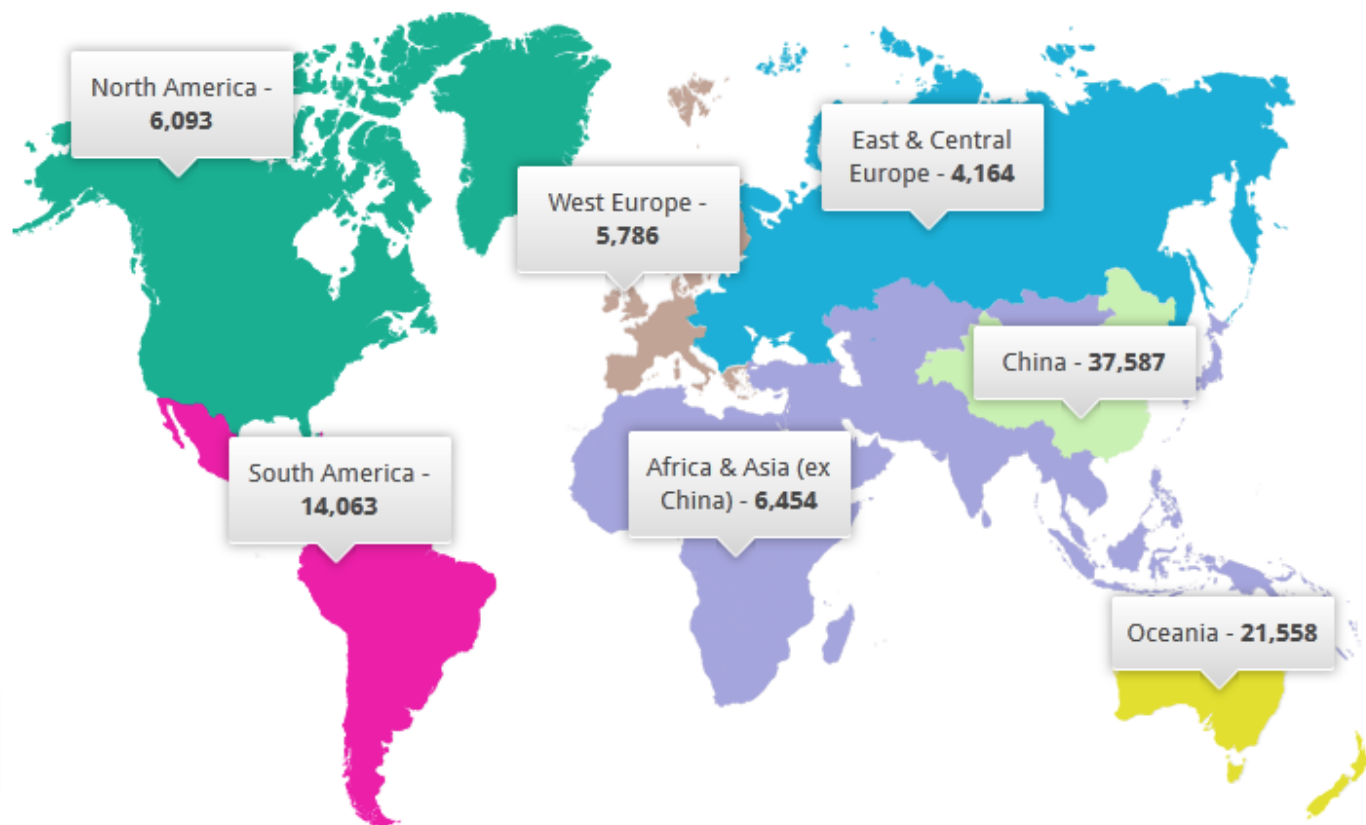 North America -
6,093
East & Central
Europe - 4,164
West Europe -
5,786
China - 37,587
South America -
14,063
Africa & Asia (ex
China) - 6,454
Oceania - 21,558